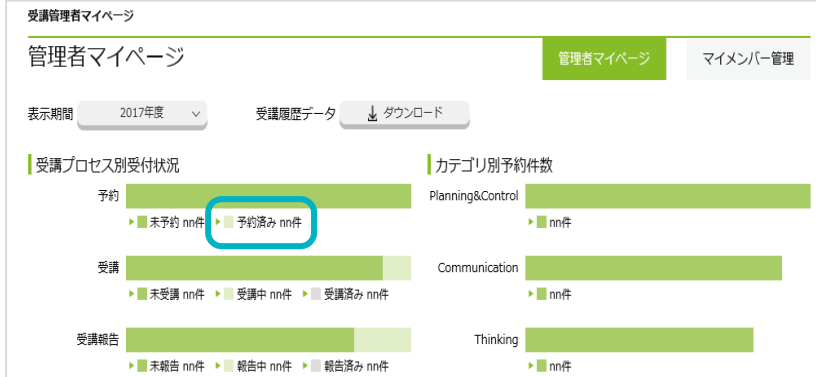 受講管理者マイページ
管理者マイページ
管理者マイページ
マイメンバー管理
表示期間
2017年度
受講履歴データ
ダウンロード
受講プロセス別受付状況
予約
未予約 nn件
予約済み nn件
受講
未受講 nn件
受講中 nn件
受講済み nn件
受講報告
未報告 nn件
報告中 nn件
報告済み nn件
カテゴリ別予約件数
Planning&Control
nn件
Communication
nn件
Thinking
nn件